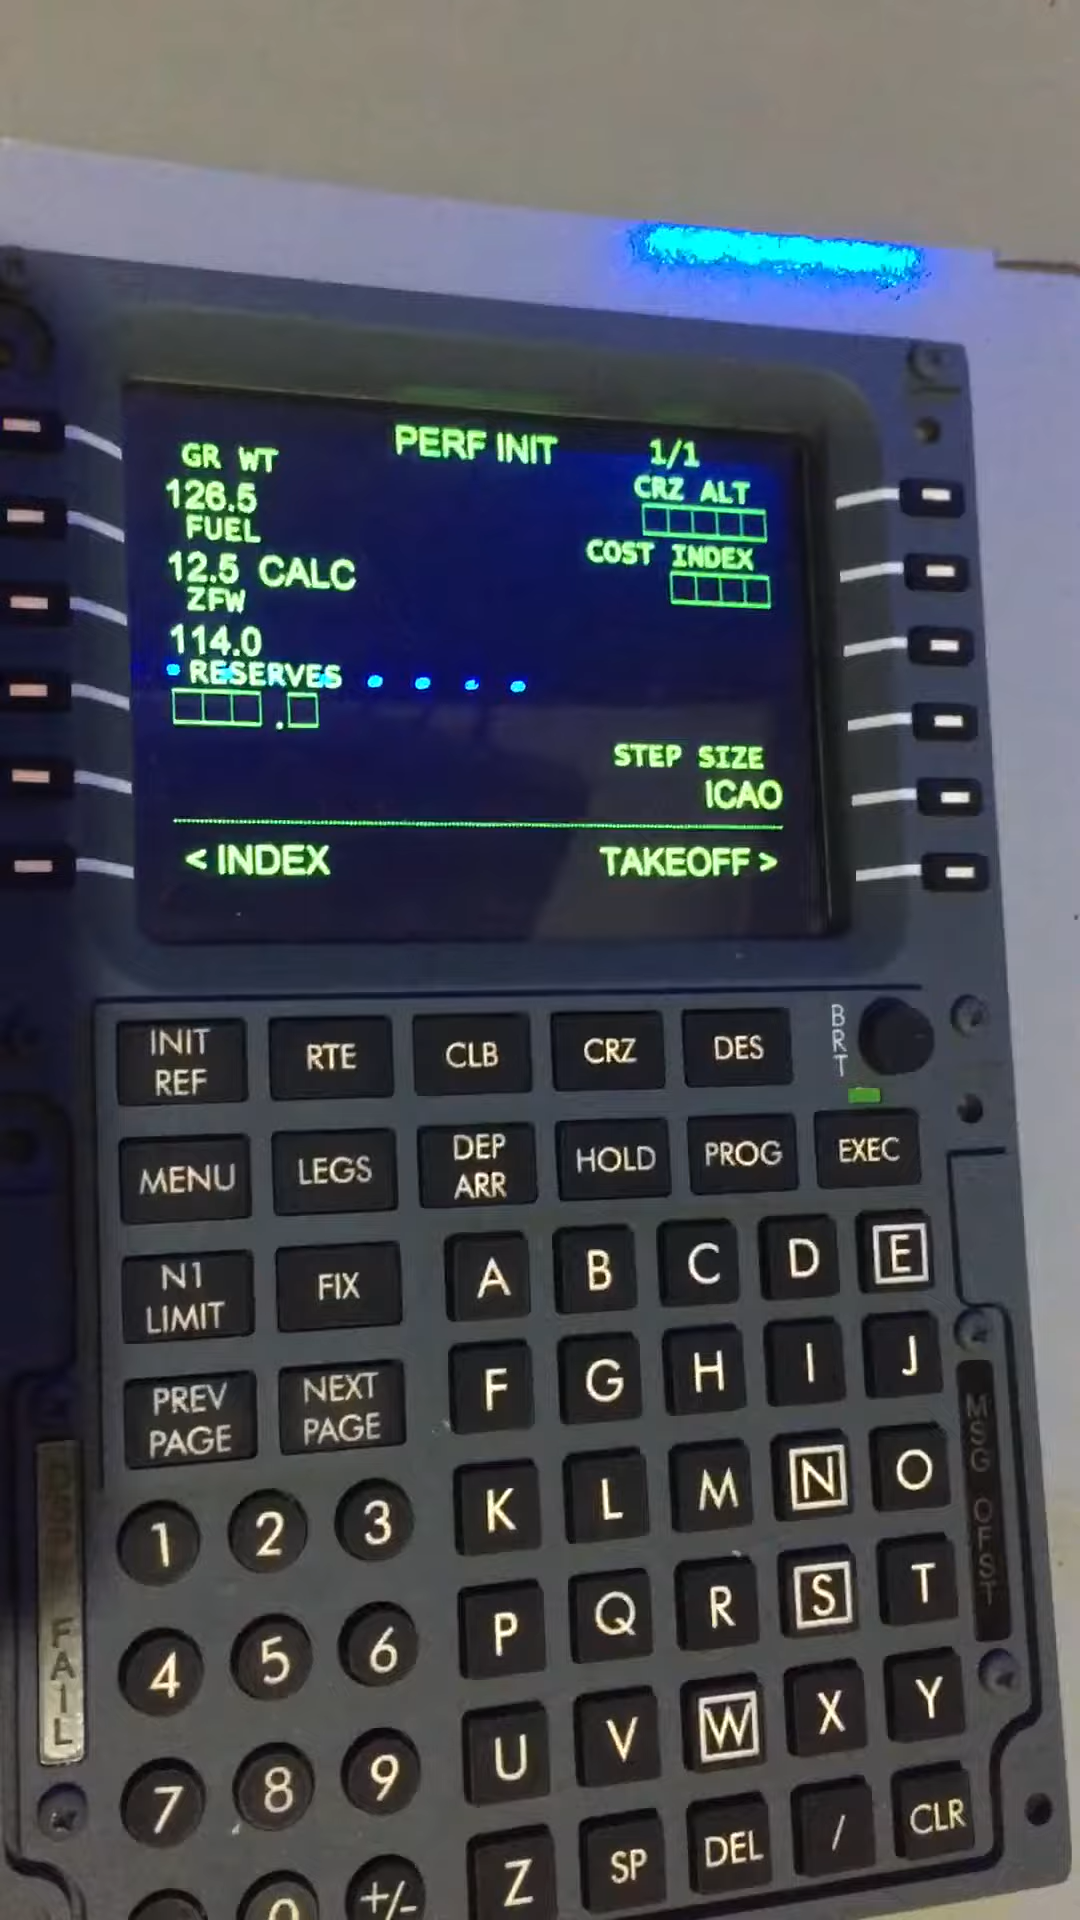 PERF INIT 1/1
GR WT CRZ ALT
126.5
FUEL COST INDEX
12.5 CALC
ZFW
114.0
RESERVES
.
STEP SIZE
ICAO
< INDEX TAKEOFF >
INIT REF RTE CLB CRZ DES BRT
MENU LEGS DEP ARR HOLD PROG EXEC
N1 LIMIT FIX A B C D E
PREV PAGE NEXT PAGE F G H I J
1 2 3 K L M N O
4 5 6 P Q R S T
7 8 9 U V W X Y
0 +/- Z SP DEL / CLR
FAIL
MSG OFST